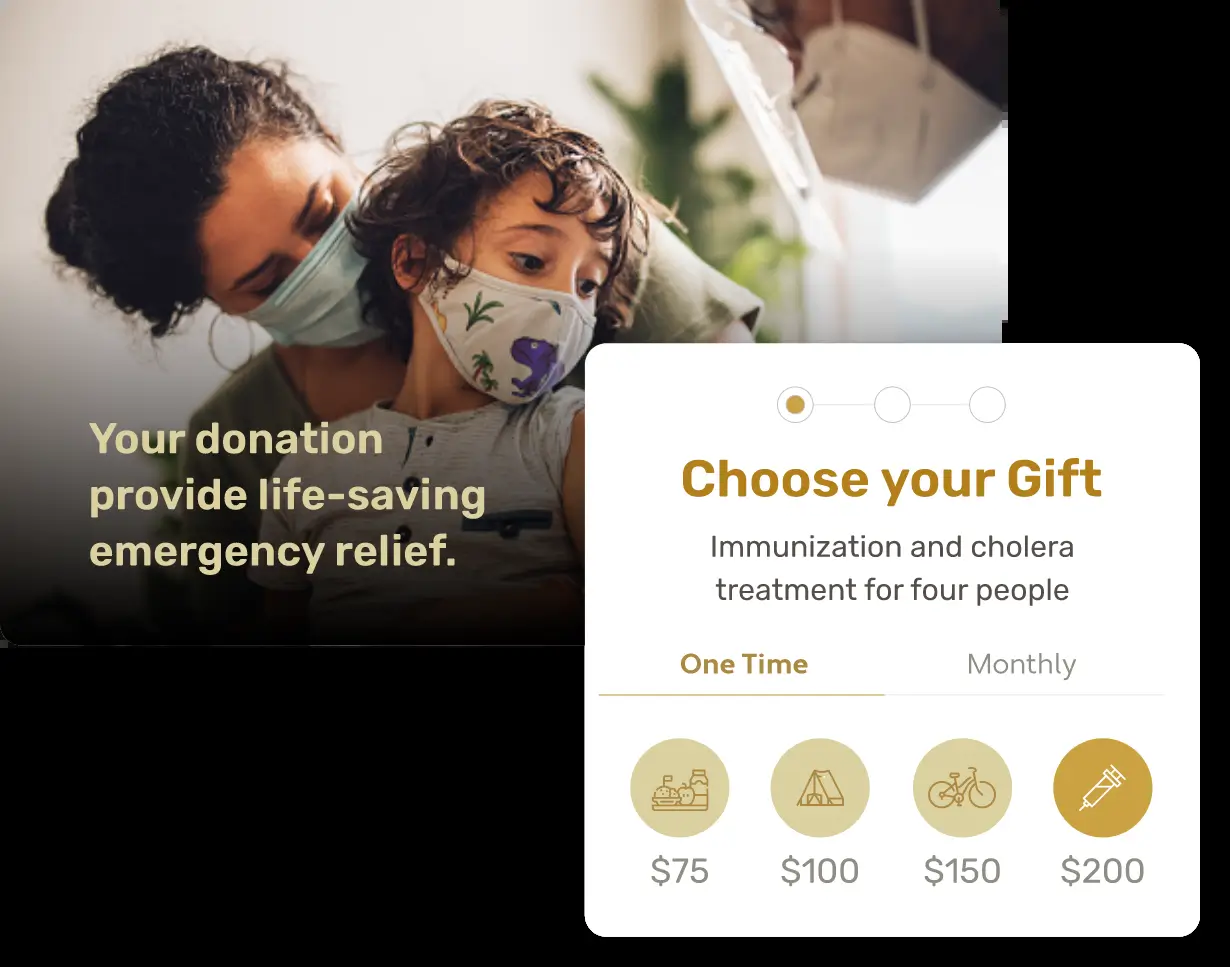 Your donation
provide life-saving
emergency relief.
Choose your Gift
Immunization and cholera
treatment for four people
One Time
Monthly
$75
$100
$150
$200